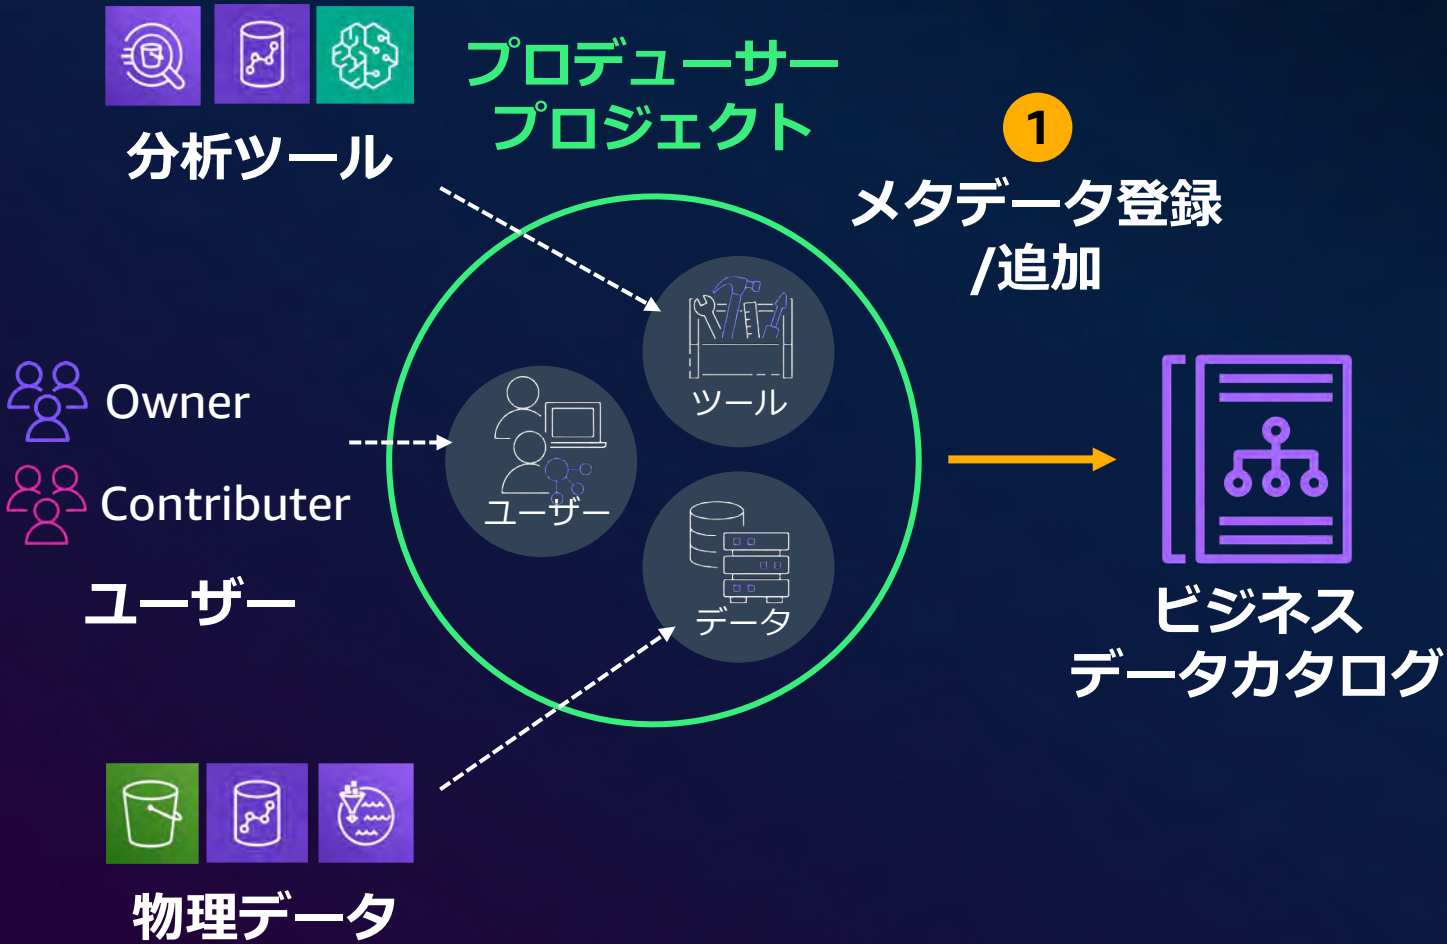 分析ツール
プロデューサー
プロジェクト
1
メタデータ登録
/追加
ツール
Owner
Contributer
ユーザー
ユーザー
データ
ビジネス
データカタログ
物理データ